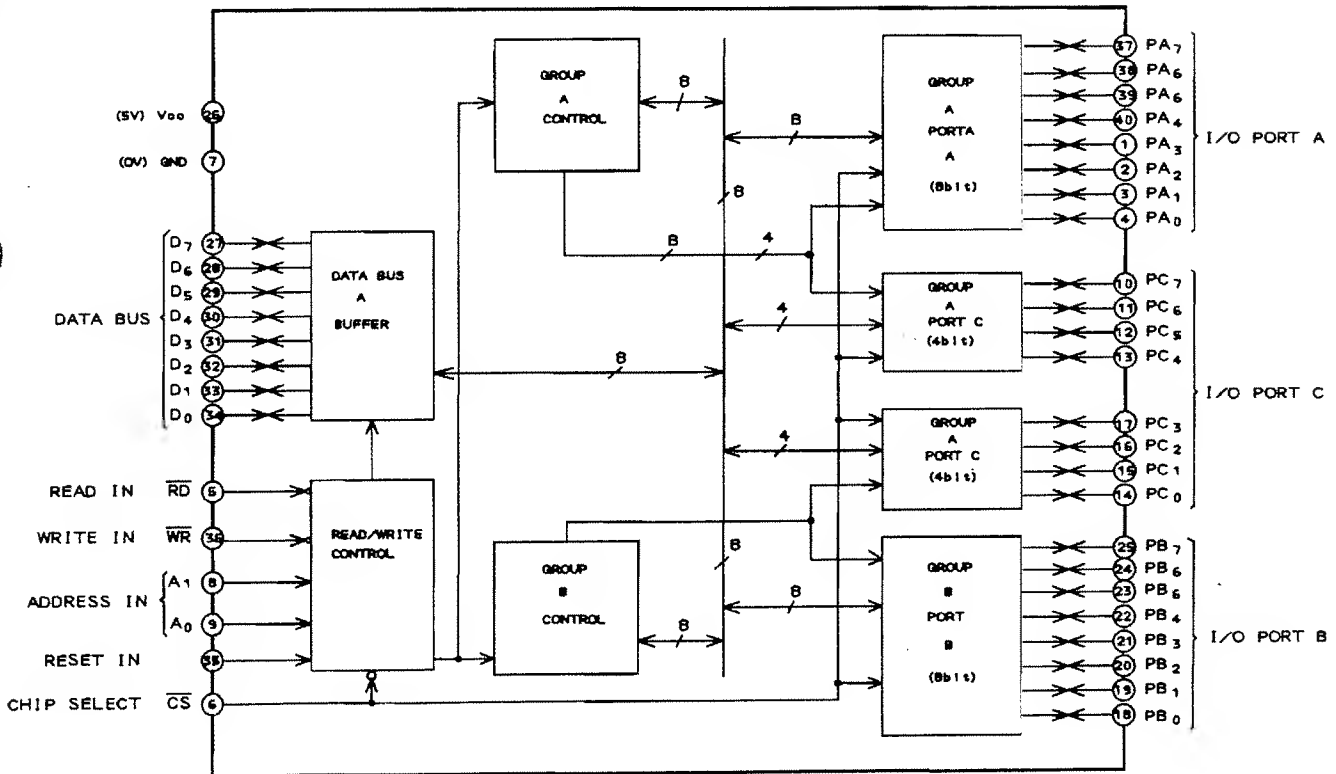 (5V) VDD 26
(0V) GND 7
DATA BUS
D7 27
D6 28
D5 29
D4 30
D3 31
D2 32
D1 33
D0 34
READ IN RD 5
WRITE IN WR 36
ADDRESS IN
A1 8
A0 9
RESET IN 35
CHIP SELECT CS 6
DATA BUS
A
BUFFER
READ/WRITE
CONTROL
GROUP
A
CONTROL
GROUP
B
CONTROL
8
8
8
8
4
4
8
4
8
8
8
GROUP
A
PORTA
A
(8bit)
GROUP
A
PORT C
(4bit)
GROUP
A
PORT C
(4bit)
GROUP
B
PORT
B
(8bit)
37 PA7
38 PA6
39 PA6
40 PA4
1 PA3
2 PA2
3 PA1
4 PA0
I/O PORT A
10 PC7
11 PC6
12 PC5
13 PC4
17 PC3
16 PC2
15 PC1
14 PC0
I/O PORT C
25 PB7
24 PB6
23 PB6
22 PB4
21 PB3
20 PB2
19 PB1
18 PB0
I/O PORT B